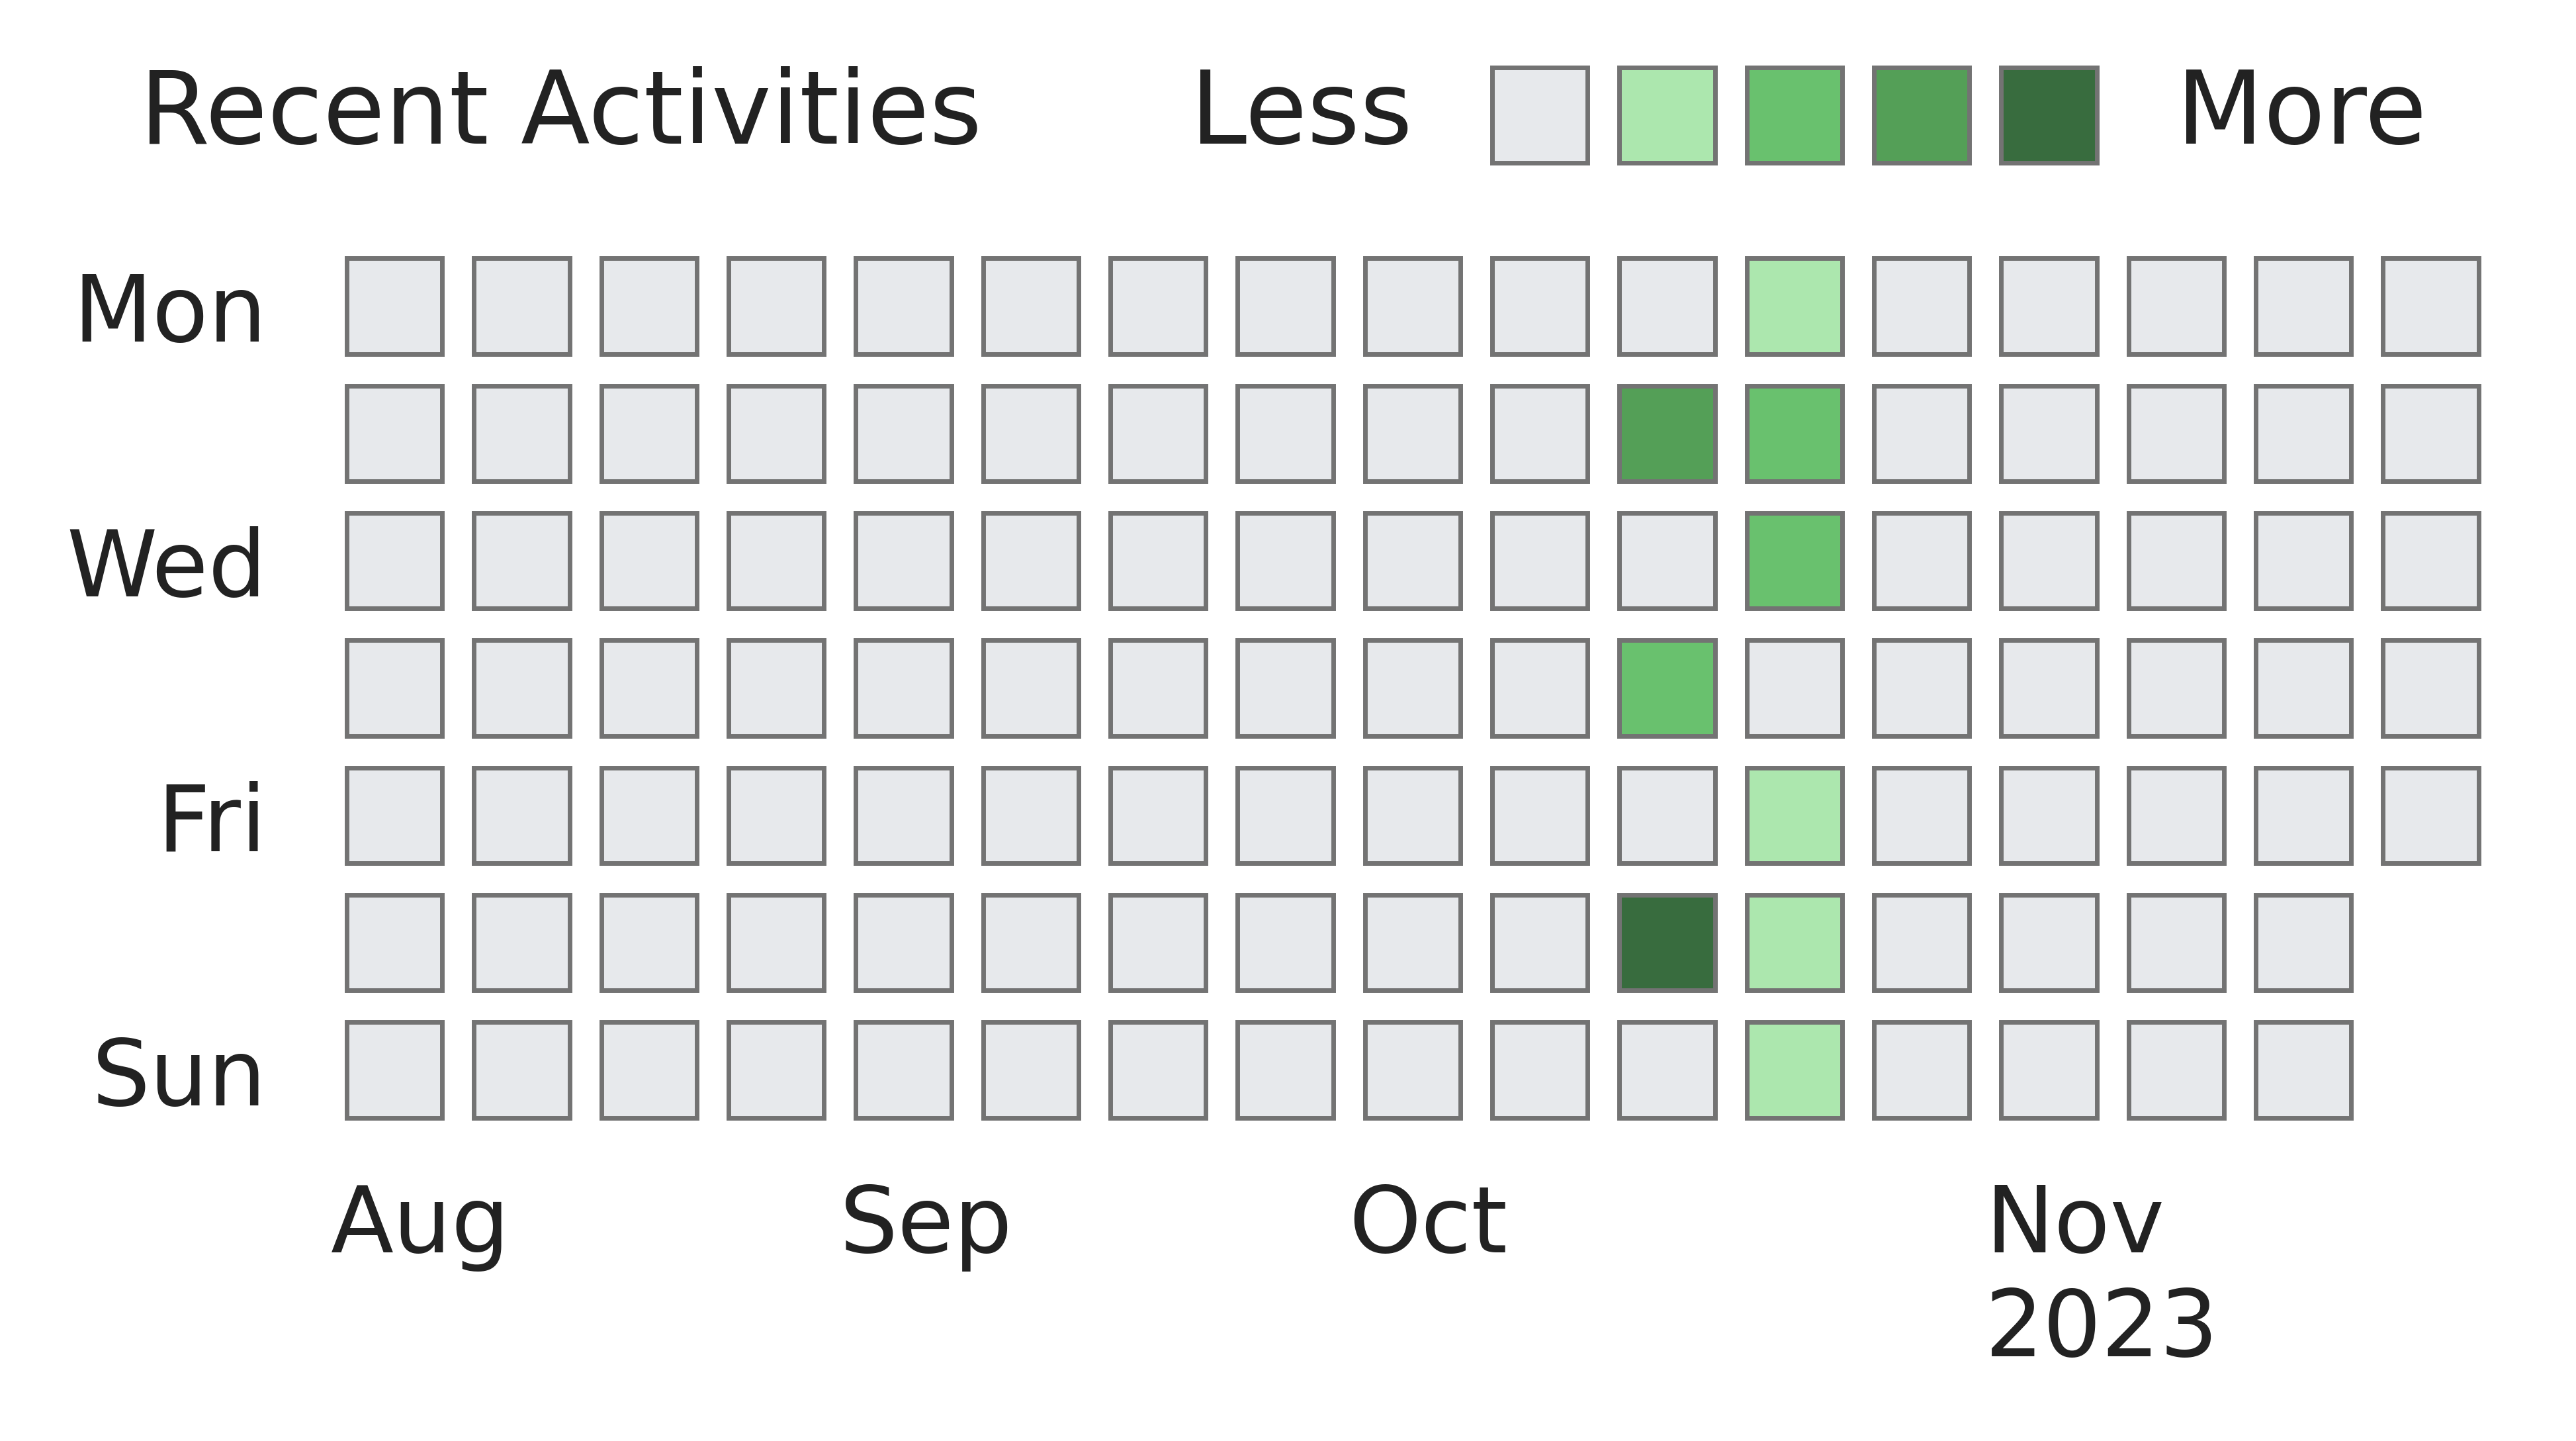 Recent Activities
Less
More
Mon
Wed
Fri
Sun
Aug
Sep
Oct
Nov
2023